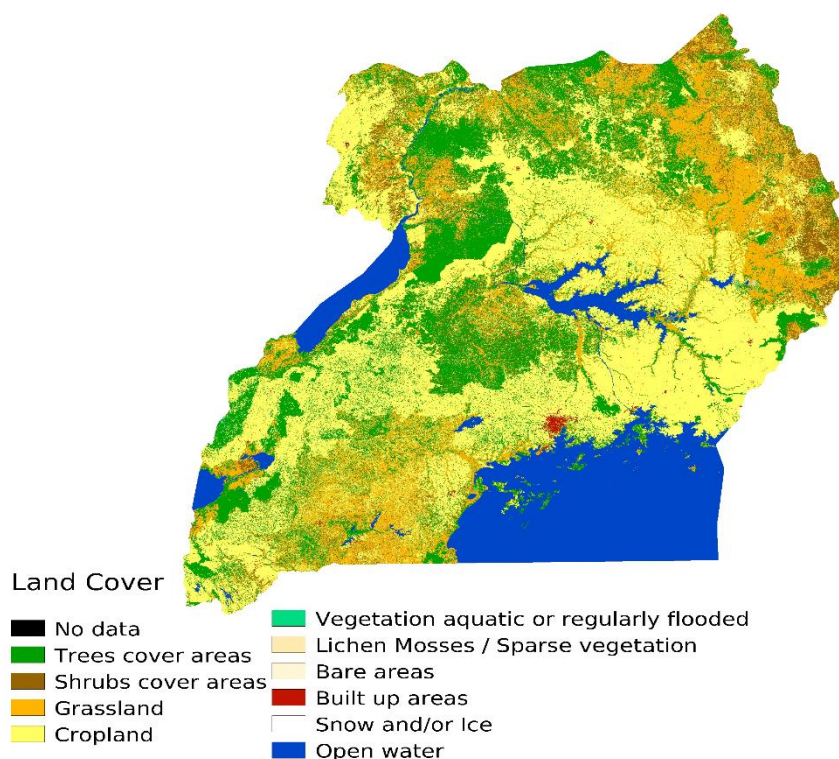 Land Cover
No data
Trees cover areas
Shrubs cover areas
Grassland
Cropland
Vegetation aquatic or regularly flooded
Lichen Mosses / Sparse vegetation
Bare areas
Built up areas
Snow and/or Ice
Open water